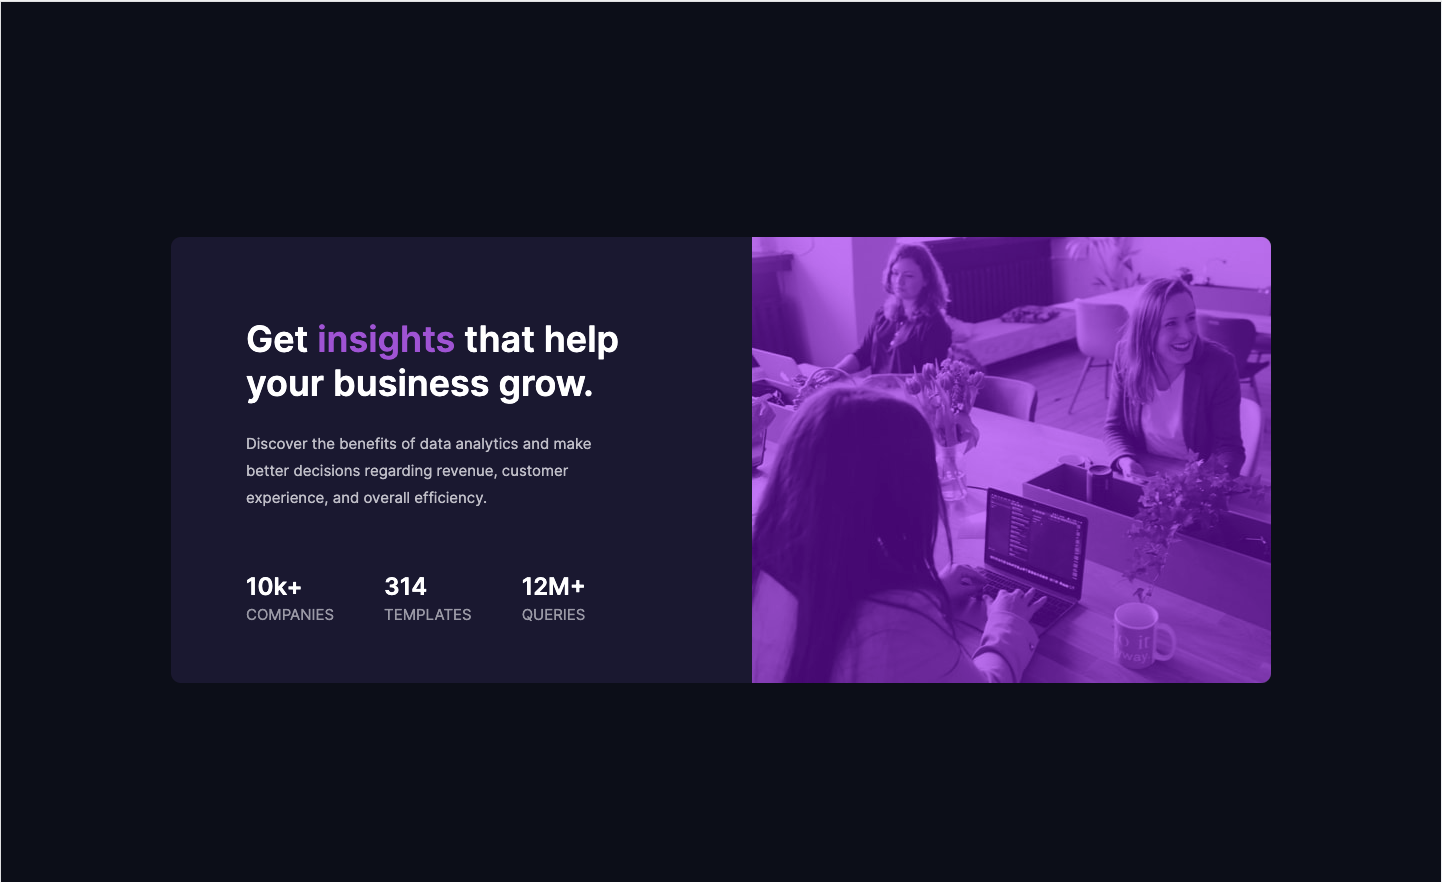 Get insights that help
your business grow.
Discover the benefits of data analytics and make
better decisions regarding revenue, customer
experience, and overall efficiency.
10k+ 314 12M+
COMPANIES TEMPLATES QUERIES